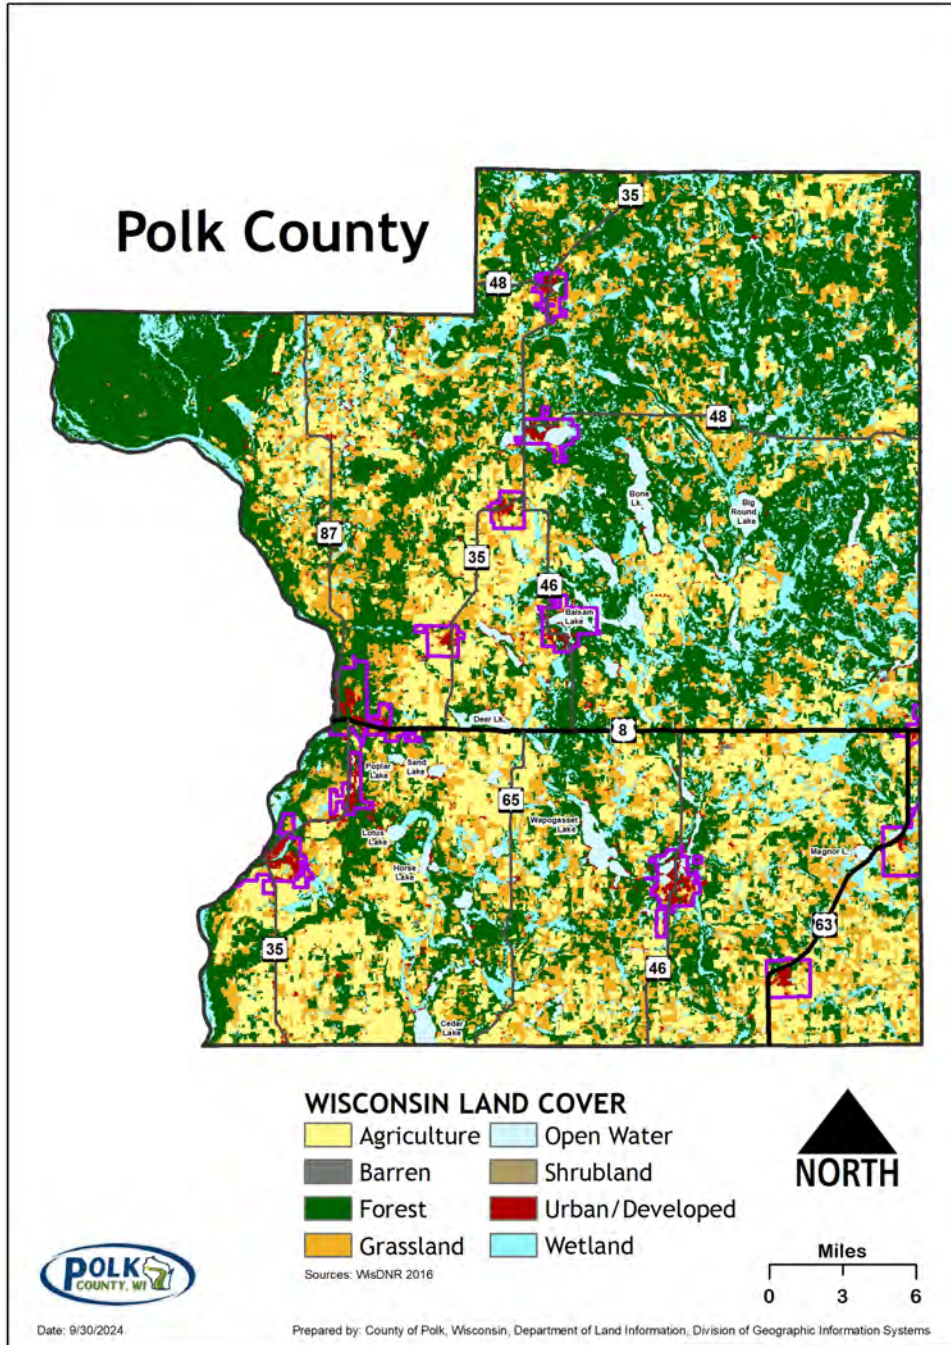 Polk County
35
48
48
Bone
Lk.
Big
Round
Lake
87
35
46
Balsam
Lake
Deer Lk.
8
Poplar
Lake
Sand
Lake
65
Wapogasset
Lake
Lotus
Lake
Horse
Lake
Magnor L.
63
35
46
Cedar
Lake
WISCONSIN LAND COVER
Agriculture
Open Water
Barren
Shrubland
Forest
Urban/Developed
Grassland
Wetland
Sources: WisDNR 2016
NORTH
Miles
0 3 6
POLK
COUNTY, WI
Date: 9/30/2024
Prepared by: County of Polk, Wisconsin, Department of Land Information, Division of Geographic Information Systems